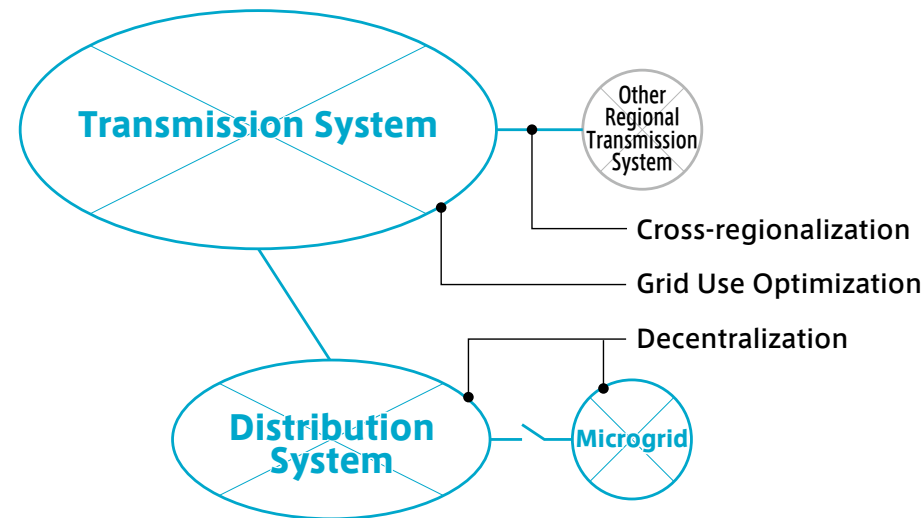 Transmission System
Other
Regional
Transmission
System
Cross-regionalization
Grid Use Optimization
Decentralization
Distribution
System
Microgrid